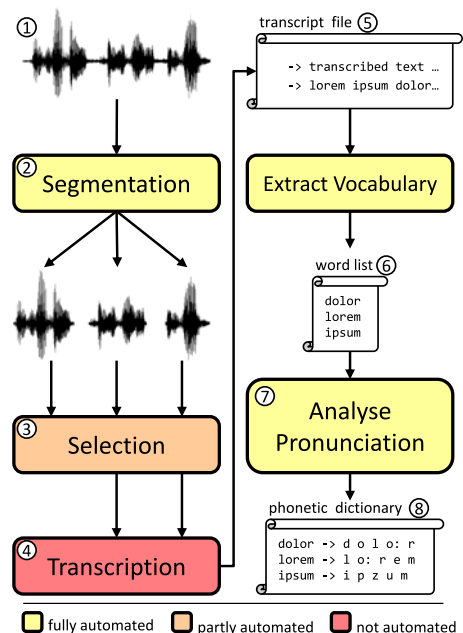 ①
② Segmentation
③ Selection
④ Transcription
transcript file ⑤
-> transcribed text …
-> lorem ipsum dolor…
Extract Vocabulary
word list ⑥
dolor
lorem
ipsum
⑦ Analyse
Pronunciation
phonetic dictionary ⑧
dolor -> d o l o: r
lorem -> l o: r e m
ipsum -> i p z u m
fully automated
partly automated
not automated